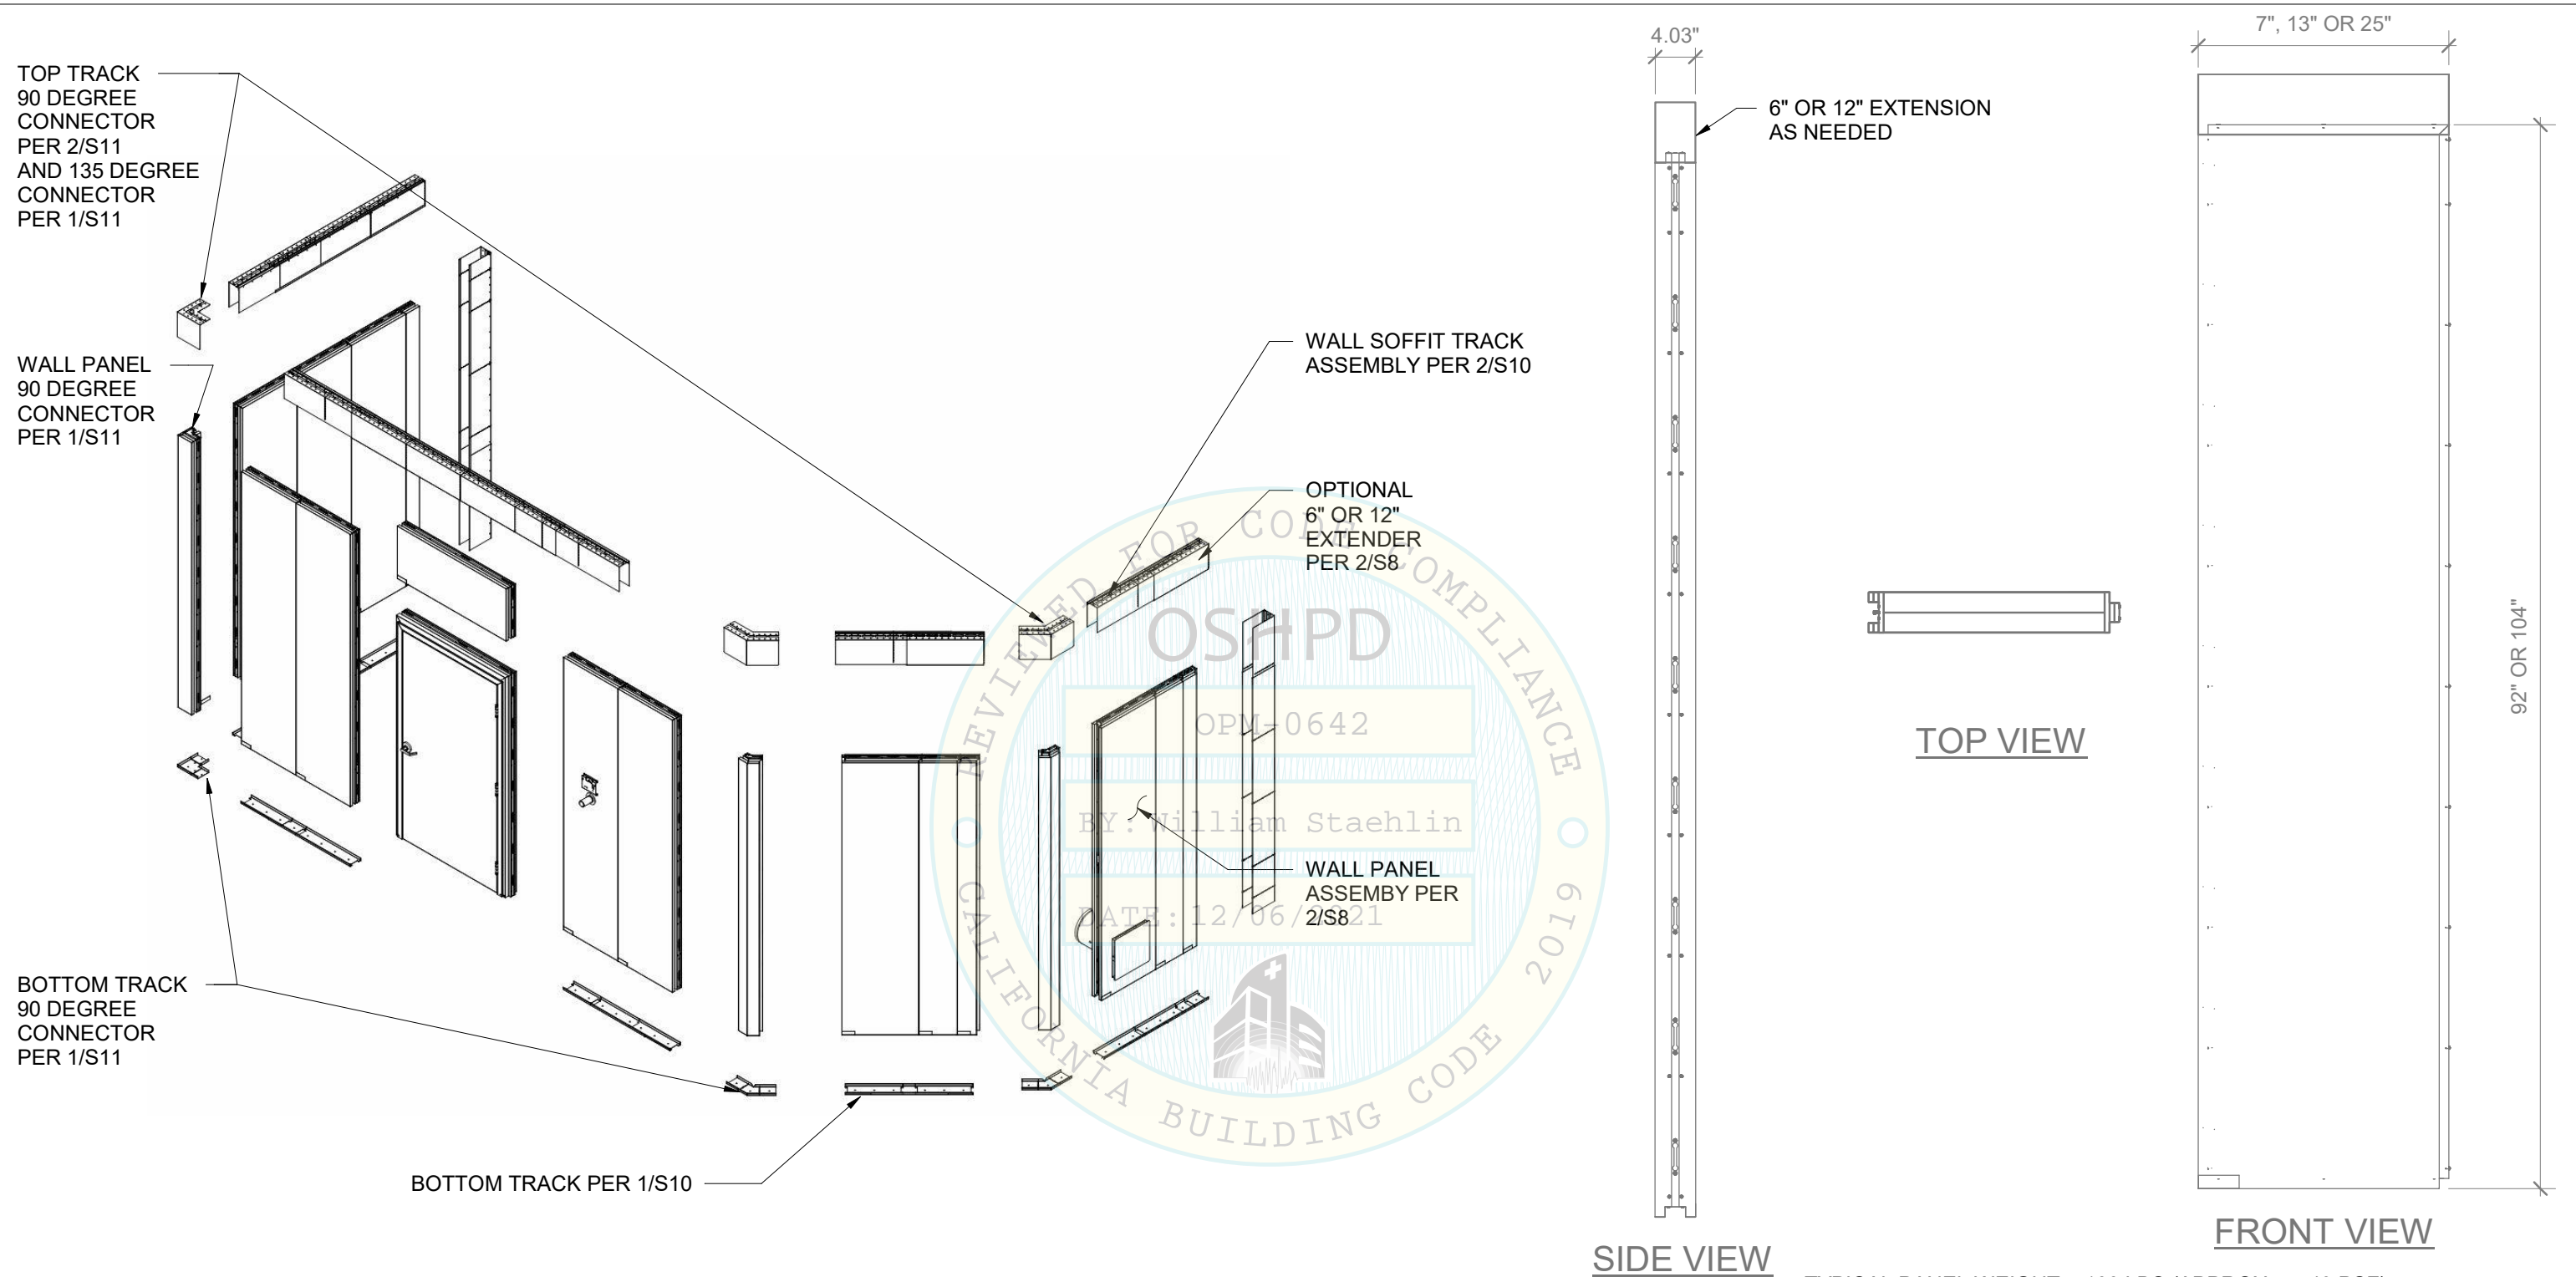 TOP TRACK
90 DEGREE
CONNECTOR
PER 2/S11
AND 135 DEGREE
CONNECTOR
PER 1/S11
WALL PANEL
90 DEGREE
CONNECTOR
PER 1/S11
BOTTOM TRACK
90 DEGREE
CONNECTOR
PER 1/S11
BOTTOM TRACK PER 1/S10
WALL SOFFIT TRACK
ASSEMBLY PER 2/S10
OPTIONAL
6" OR 12"
EXTENDER
PER 2/S8
WALL PANEL
ASSEMBY PER
2/S8
REVIEWED FOR CODE COMPLIANCE
OSHPD
OPM-0642
BY: William Staehlin
DATE: 12/06/2021
CALIFORNIA BUILDING CODE 2019
4.03"
6" OR 12" EXTENSION
AS NEEDED
SIDE VIEW
TOP VIEW
7", 13" OR 25"
92" OR 104"
FRONT VIEW